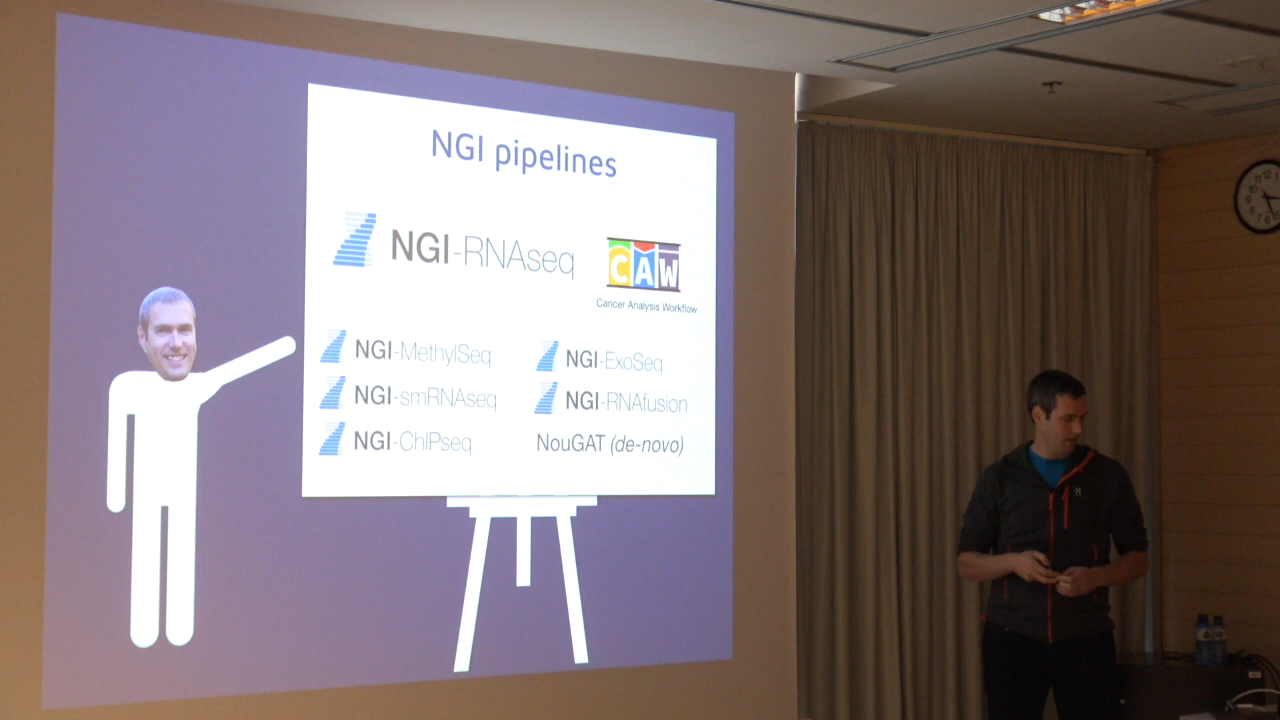 NGI pipelines
NGI-RNAseq
CAW
Cancer Analysis Workflow
NGI-MethylSeq
NGI-ExoSeq
NGI-smRNAseq
NGI-RNAfusion
NGI-ChIPseq
NouGAT (de-novo)